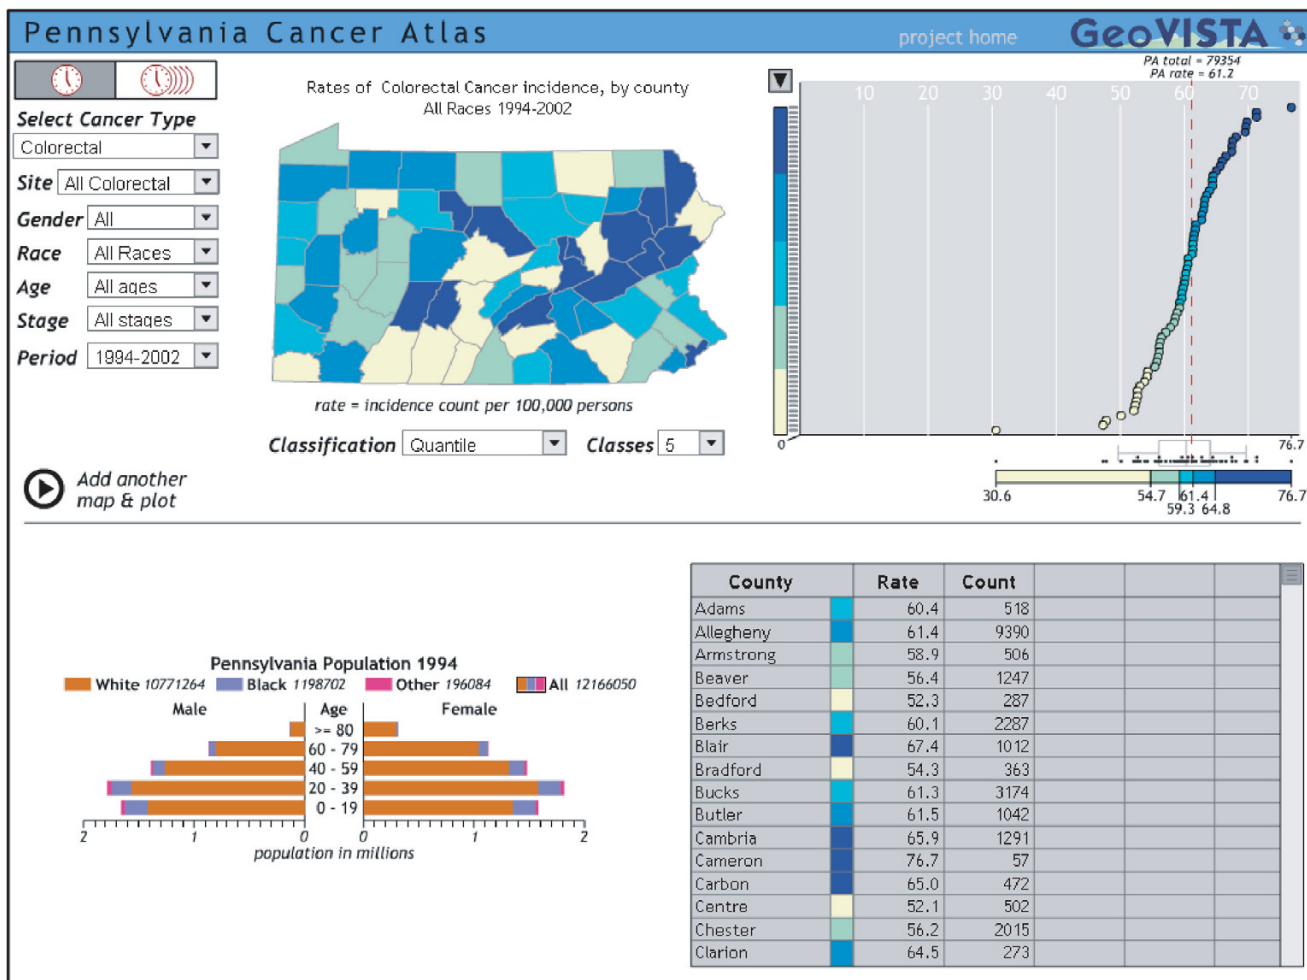 Pennsylvania Cancer Atlas
project home
GeoVISTA
Select Cancer Type
Colorectal
Site All Colorectal
Gender All
Race All Races
Age All ages
Stage All stages
Period 1994-2002
Rates of Colorectal Cancer incidence, by county
All Races 1994-2002
rate = incidence count per 100,000 persons
Classification Quantile Classes 5
PA total = 79354
PA rate = 61.2
10 20 30 40 50 60 70
0 76.7
30.6 54.7 61.4 76.7
59.3 64.8
Add another
map & plot
Pennsylvania Population 1994
White 10771264 Black 1198702 Other 196084 All 12166050
Male Age Female
>= 80
60 - 79
40 - 59
20 - 39
0 - 19
2 1 0 0 1 2
population in millions
County Rate Count
Adams 60.4 518
Allegheny 61.4 9390
Armstrong 58.9 506
Beaver 56.4 1247
Bedford 52.3 287
Berks 60.1 2287
Blair 67.4 1012
Bradford 54.3 363
Bucks 61.3 3174
Butler 61.5 1042
Cambria 65.9 1291
Cameron 76.7 57
Carbon 65.0 472
Centre 52.1 502
Chester 56.2 2015
Clarion 64.5 273